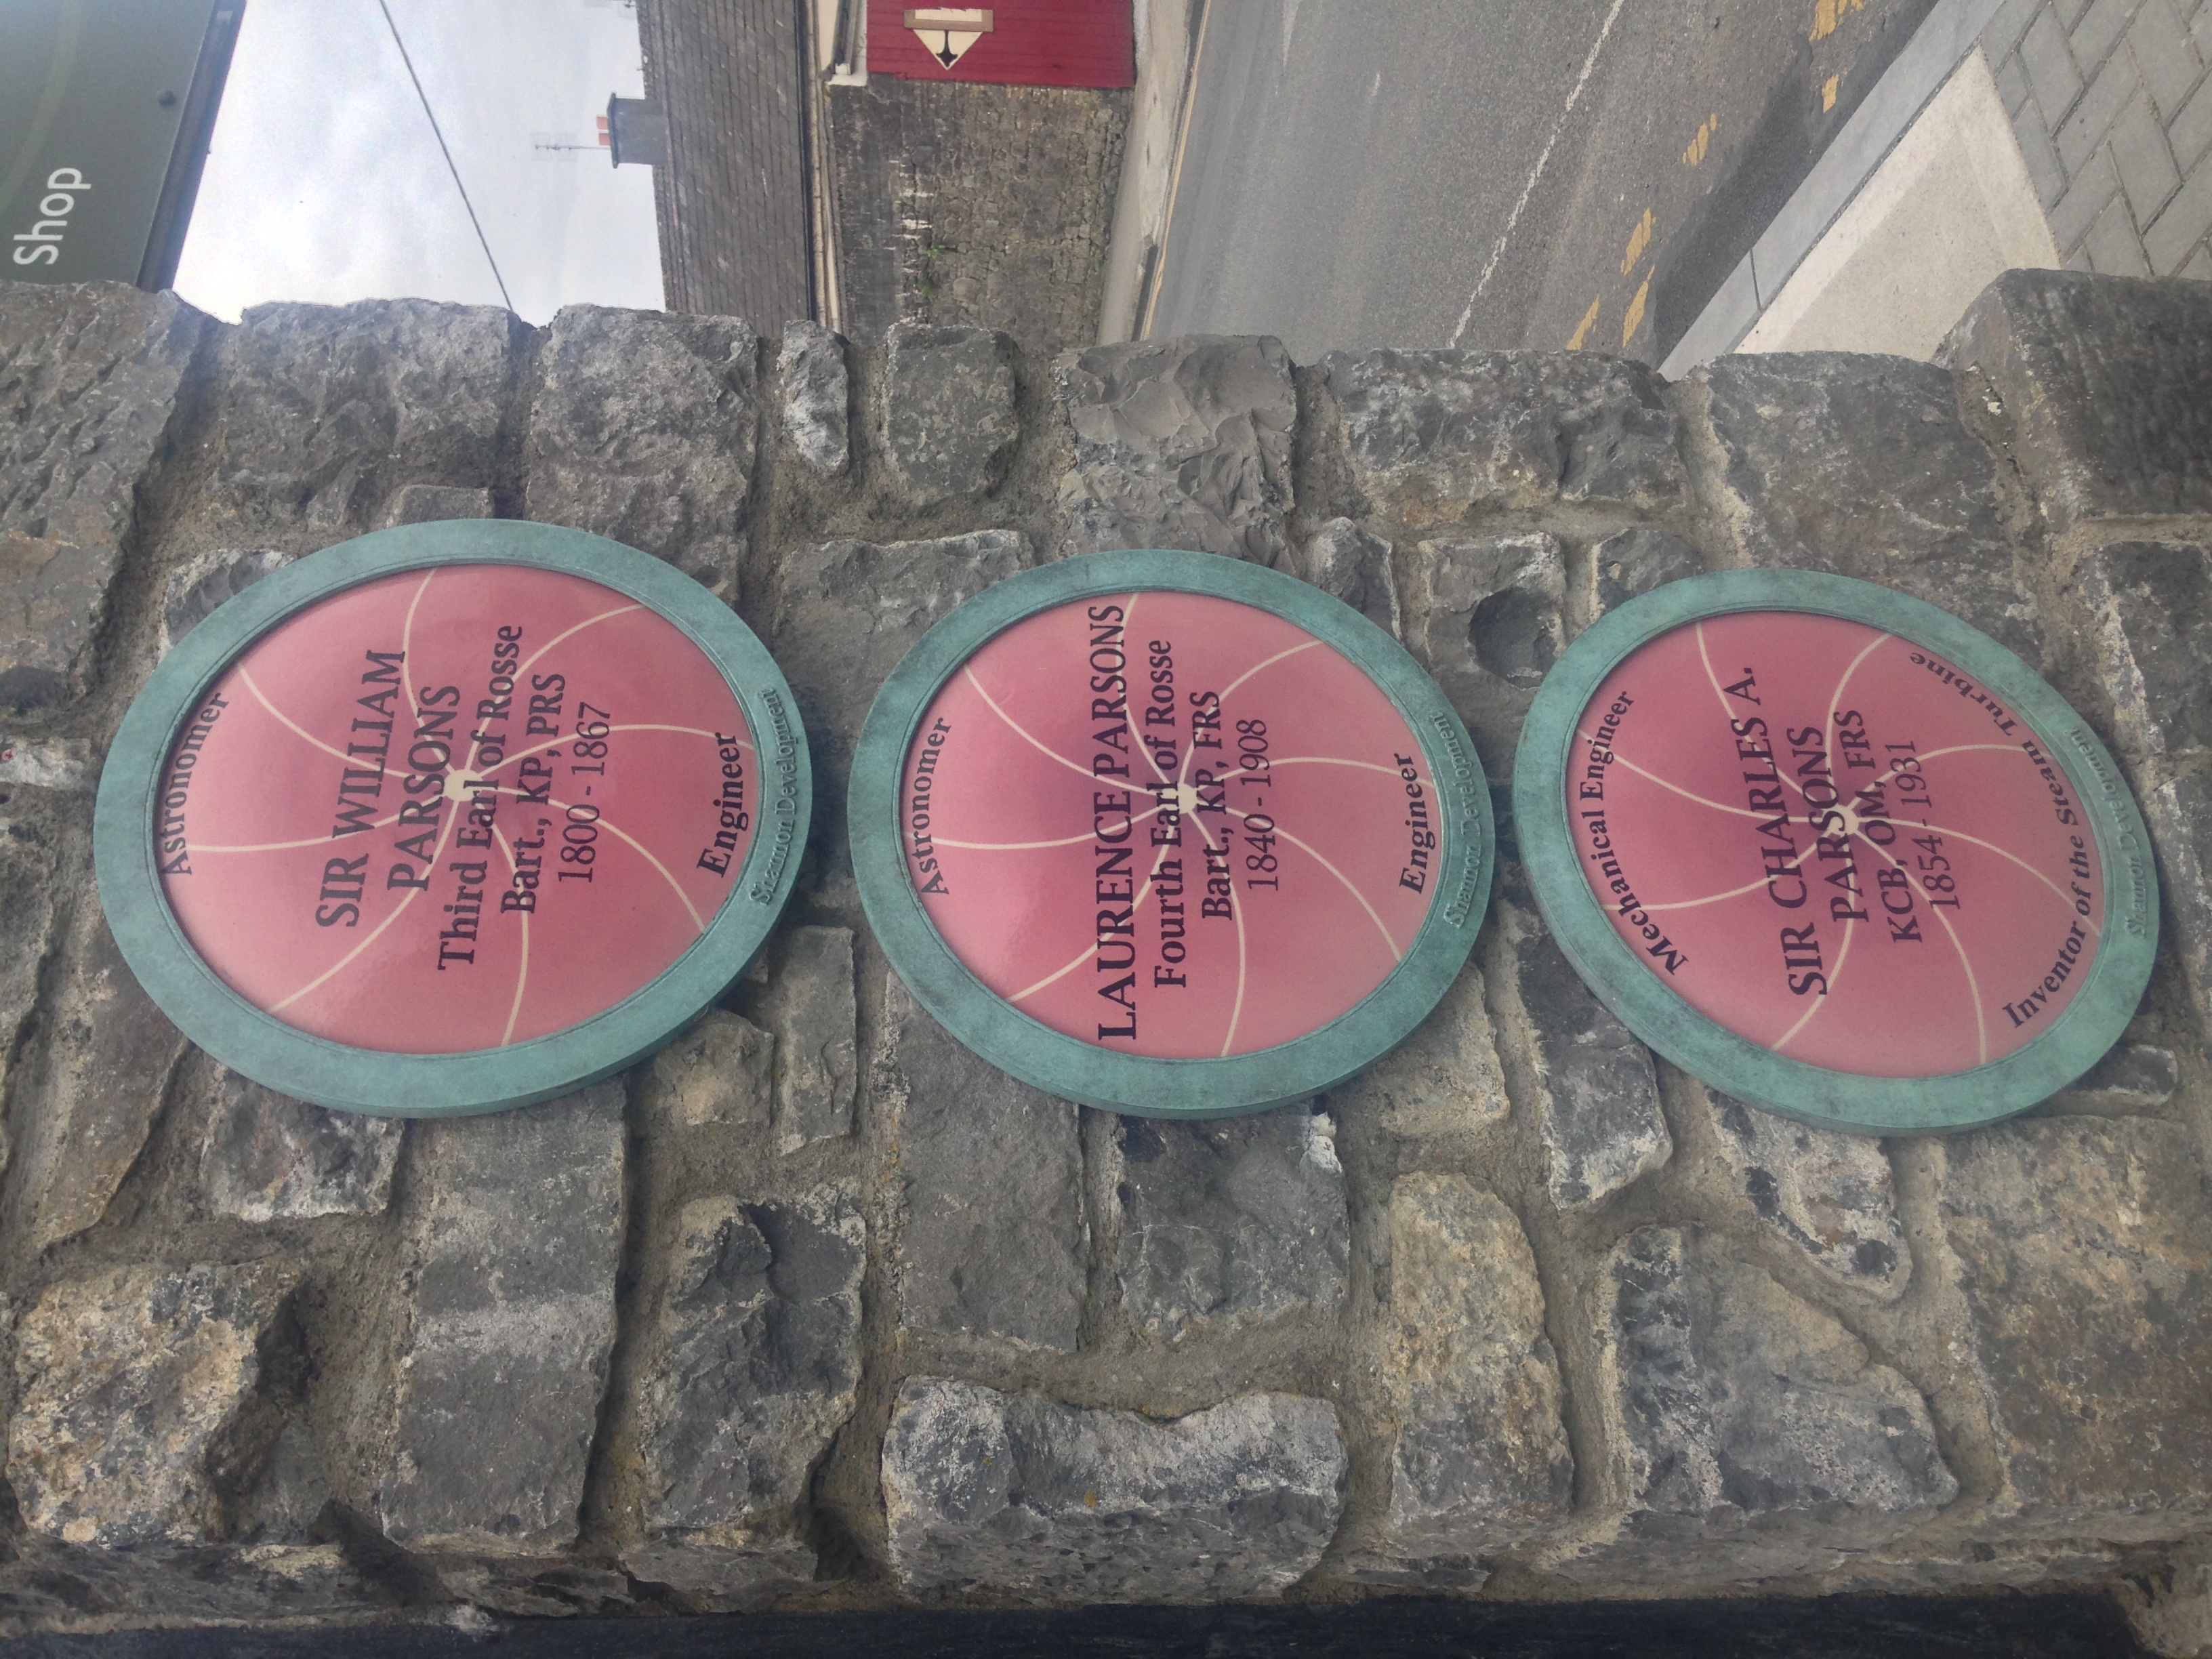 Shop
Astronomer
SIR WILLIAM
PARSONS
Third Earl of Rosse
Bart., KP, PRS
1800 - 1867
Engineer
Shannon Development
Astronomer
LAURENCE PARSONS
Fourth Earl of Rosse
Bart., KP, FRS
1840 - 1908
Engineer
Shannon Development
Mechanical Engineer
SIR CHARLES A.
PARSONS
KCB, OM, FRS
1854 - 1931
Inventor of the Steam Turbine
Shannon Development